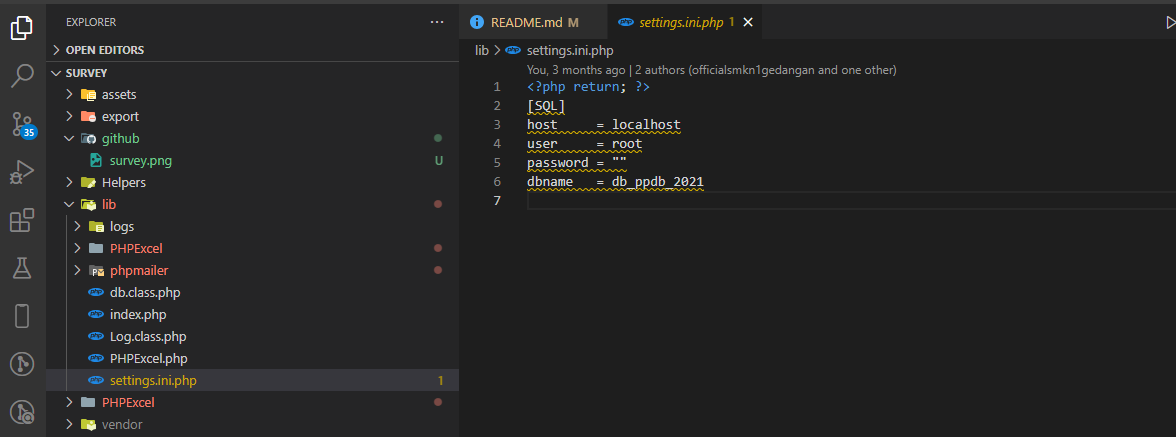 EXPLORER
OPEN EDITORS
SURVEY
assets
export
github
survey.png U
Helpers
lib
logs
PHPExcel
phpmailer
db.class.php
index.php
Log.class.php
PHPExcel.php
settings.ini.php 1
PHPExcel
vendor
35
README.md M
settings.ini.php 1
lib > settings.ini.php
You, 3 months ago | 2 authors (officialsmkn1gedangan and one other)
1 <?php return; ?>
2 [SQL]
3 host     = localhost
4 user     = root
5 password = ""
6 dbname   = db_ppdb_2021
7